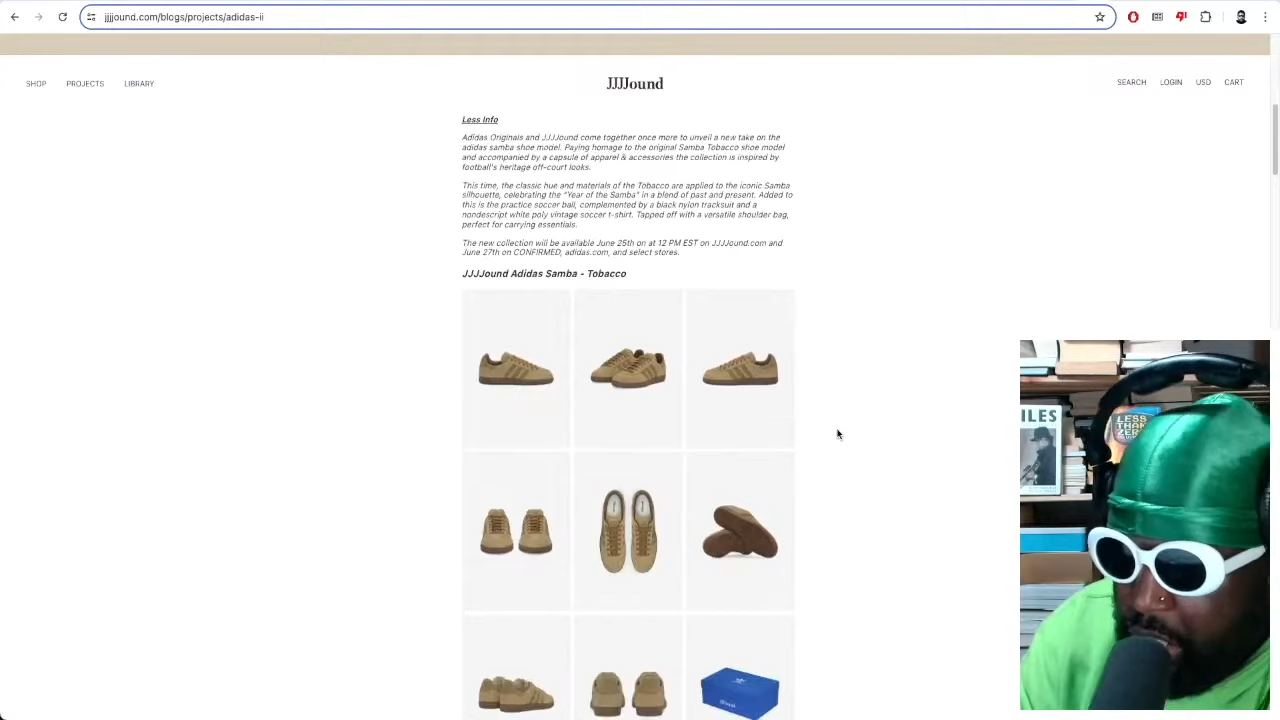 jjjjound.com/blogs/projects/adidas-ii
SHOP
PROJECTS
LIBRARY
JJJJound
SEARCH
LOGIN
USD
CART
Less Info
Adidas Originals and JJJJound come together once more to unveil a new take on the
adidas samba shoe model. Paying homage to the original Samba Tobacco shoe model
and accompanied by a capsule of apparel & accessories the collection is inspired by
football's heritage off-court looks.
This time, the classic hue and materials of the Tobacco are applied to the iconic Samba
silhouette, celebrating the "Year of the Samba" in a blend of past and present. Added to
this is the practice soccer ball, complemented by a black nylon tracksuit and a
nondescript white poly vintage soccer t-shirt. Tapped off with a versatile shoulder bag,
perfect for carrying essentials.
The new collection will be available June 25th on at 12 PM EST on JJJJound.com and
June 27th on CONFIRMED, adidas.com, and select stores.
JJJJound Adidas Samba - Tobacco
ILES
LESS
THAN
ZERO